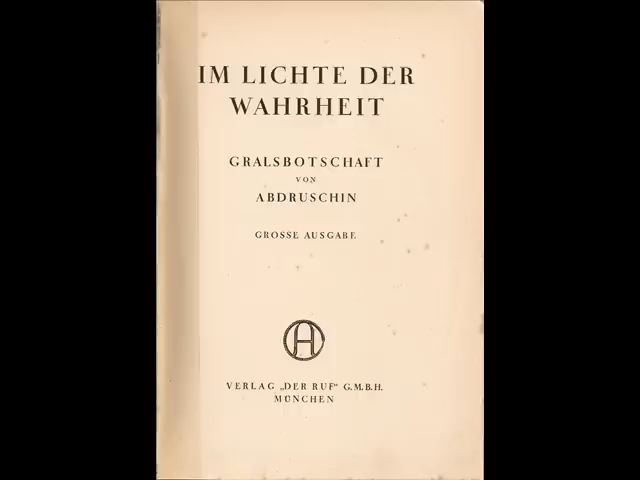 IM LICHTE DER
WAHRHEIT
GRALSBOTSCHAFT
VON
ABDRUSCHIN
GROSSE AUSGABE
A
VERLAG „DER RUF“ G.M.B.H.
MÜNCHEN